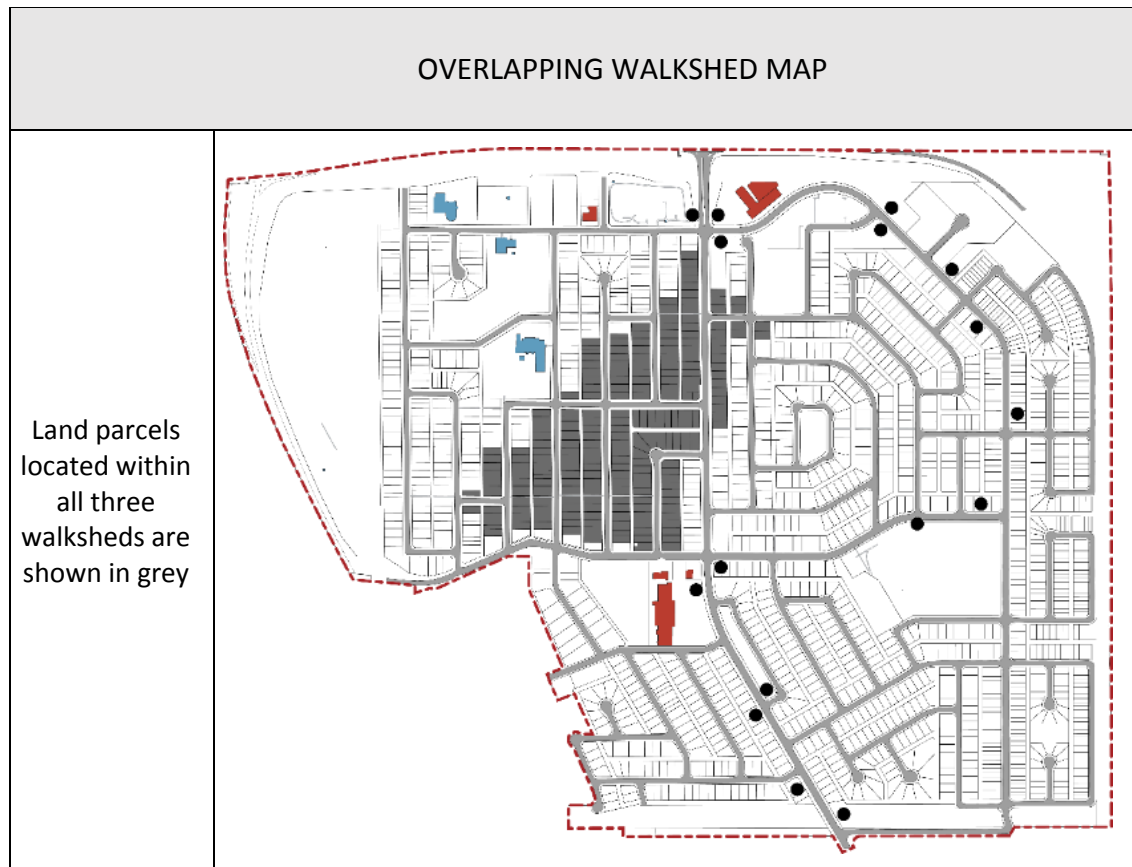 OVERLAPPING WALKSHED MAP
Land parcels
located within
all three
walksheds are
shown in grey